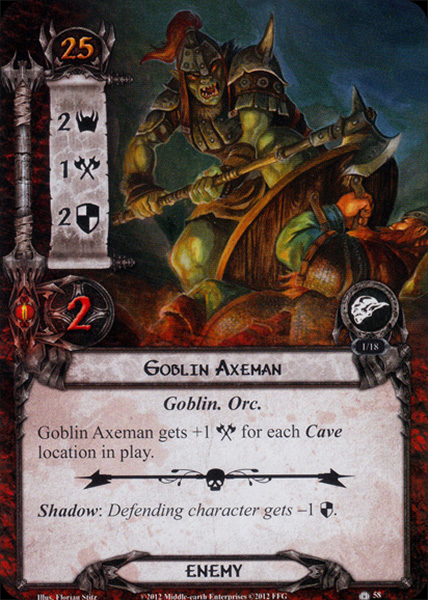 25
2
1
2
2
1/18
Goblin Axeman
Goblin. Orc.
Goblin Axeman gets +1 for each Cave
location in play.
Shadow: Defending character gets –1 .
ENEMY
Illus. Florian Stitz ©2012 Middle-earth Enterprises ©2012 FFG 58